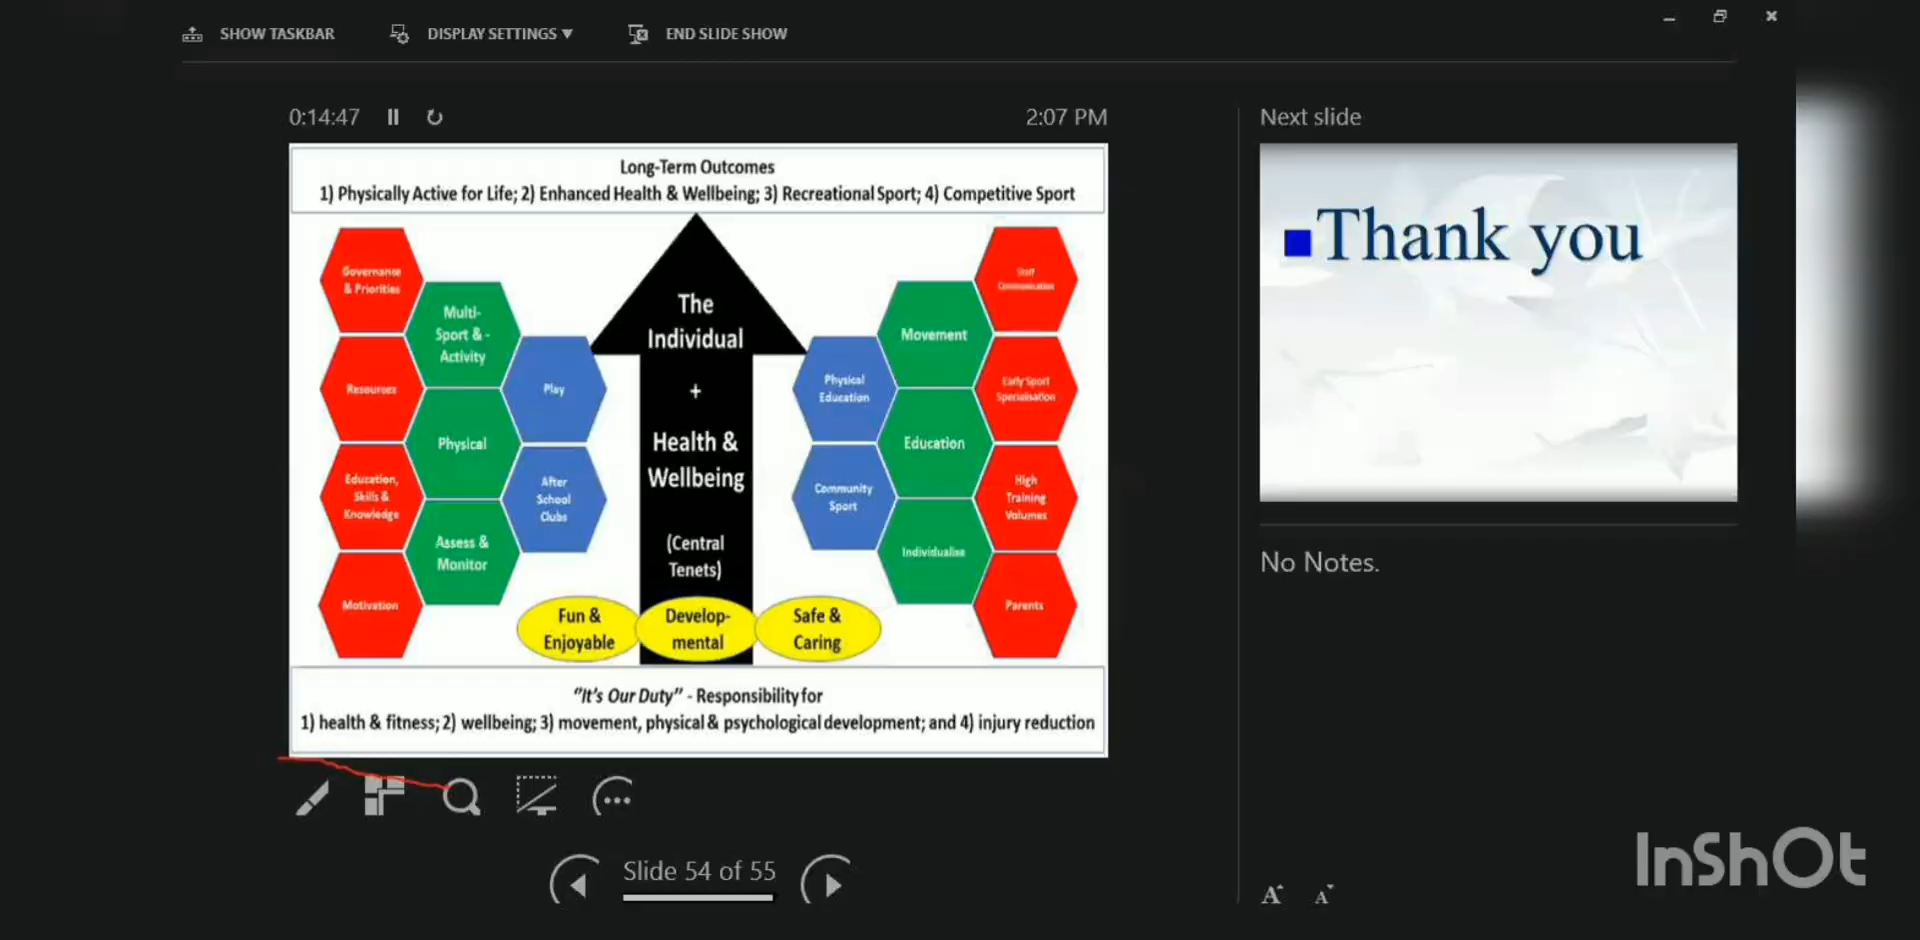 SHOW TASKBAR
DISPLAY SETTINGS ▼
END SLIDE SHOW
0:14:47
2:07 PM
Next slide
Long-Term Outcomes
1) Physically Active for Life; 2) Enhanced Health & Wellbeing; 3) Recreational Sport; 4) Competitive Sport
Governance
& Priorities
Resources
Education,
Skills &
Knowledge
Motivation
Multi-
Sport & -
Activity
Physical
Assess &
Monitor
Play
After
School
Clubs
The
Individual
+
Health &
Wellbeing
(Central
Tenets)
Physical
Education
Community
Sport
Movement
Education
Individualise
Staff
Communication
Early Sport
Specialisation
High
Training
Volumes
Parents
Fun &
Enjoyable
Develop-
mental
Safe &
Caring
"It's Our Duty" - Responsibility for
1) health & fitness; 2) wellbeing; 3) movement, physical & psychological development; and 4) injury reduction
Thank you
No Notes.
Slide 54 of 55
A A
InShOt